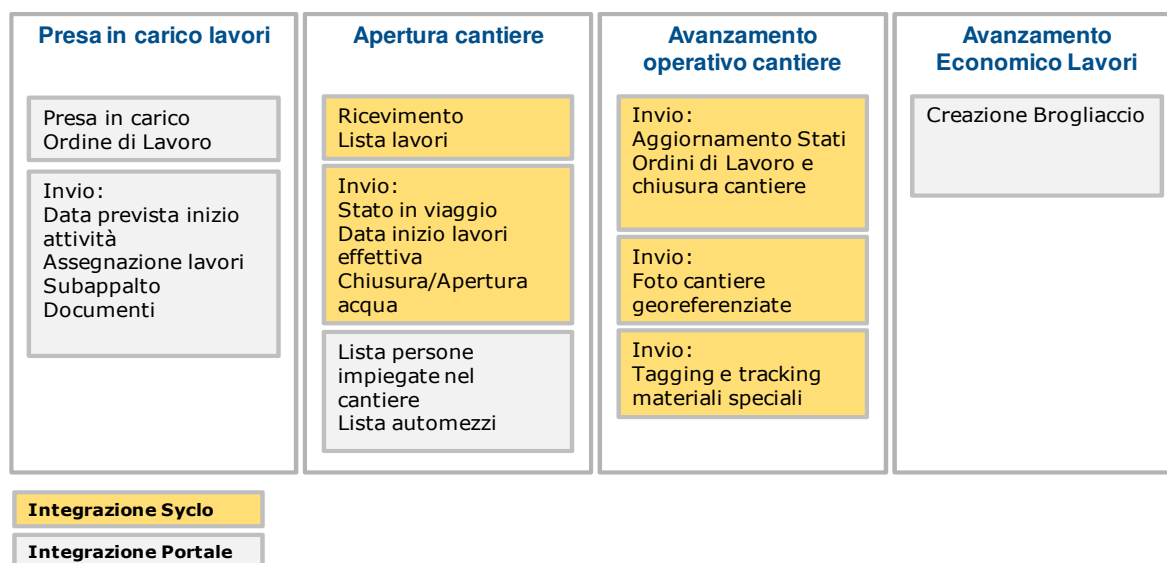 Presa in carico lavori
Presa in carico
Ordine di Lavoro
Invio:
Data prevista inizio
attività
Assegnazione lavori
Subappalto
Documenti
Apertura cantiere
Ricevimento
Lista lavori
Invio:
Stato in viaggio
Data inizio lavori
effettiva
Chiusura/Apertura
acqua
Lista persone
impiegate nel
cantiere
Lista automezzi
Avanzamento
operativo cantiere
Invio:
Aggiornamento Stati
Ordini di Lavoro e
chiusura cantiere
Invio:
Foto cantiere
georeferenziate
Invio:
Tagging e tracking
materiali speciali
Avanzamento
Economico Lavori
Creazione Brogliaccio
Integrazione Syclo
Integrazione Portale